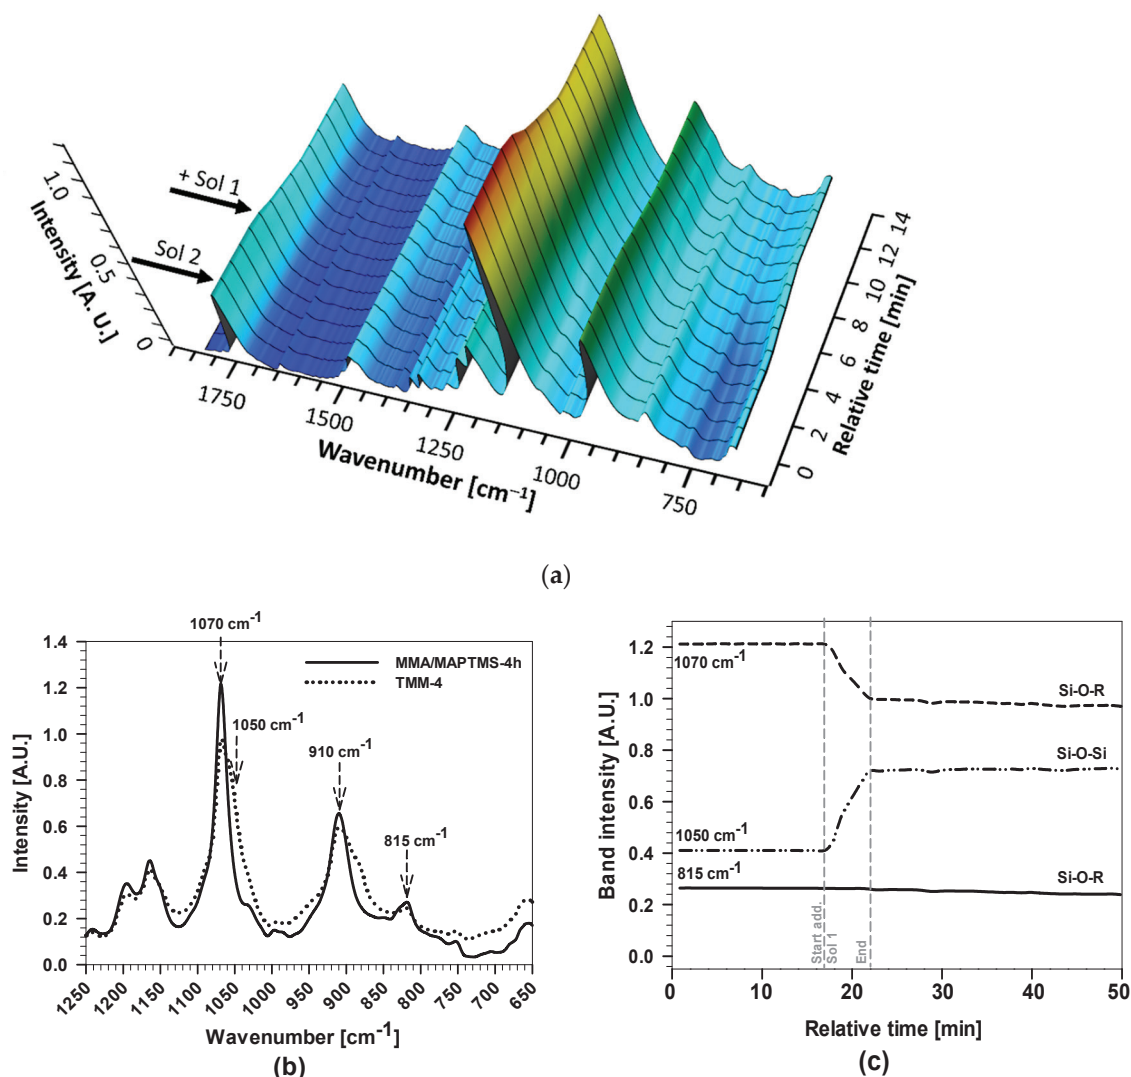 + Sol 1
Sol 2
Intensity [A. U.]
1.0
0.5
0
1750
1500
1250
1000
750
Wavenumber [cm⁻¹]
0
2
4
6
8
10
12
14
Relative time [min]
(a)
1070 cm⁻¹
MMA/MAPTMS-4h
TMM-4
1050 cm⁻¹
910 cm⁻¹
815 cm⁻¹
Intensity [A.U.]
1.4
1.2
1.0
0.8
0.6
0.4
0.2
0.0
1250
1200
1150
1100
1050
1000
950
900
850
800
750
700
650
Wavenumber [cm⁻¹]
(b)
Band intensity [A.U.]
1.2
1.0
0.8
0.6
0.4
0.2
0.0
1070 cm⁻¹
Si-O-R
Si-O-Si
1050 cm⁻¹
815 cm⁻¹
Si-O-R
Start add.
Sol 1
End
0
10
20
30
40
50
Relative time [min]
(c)